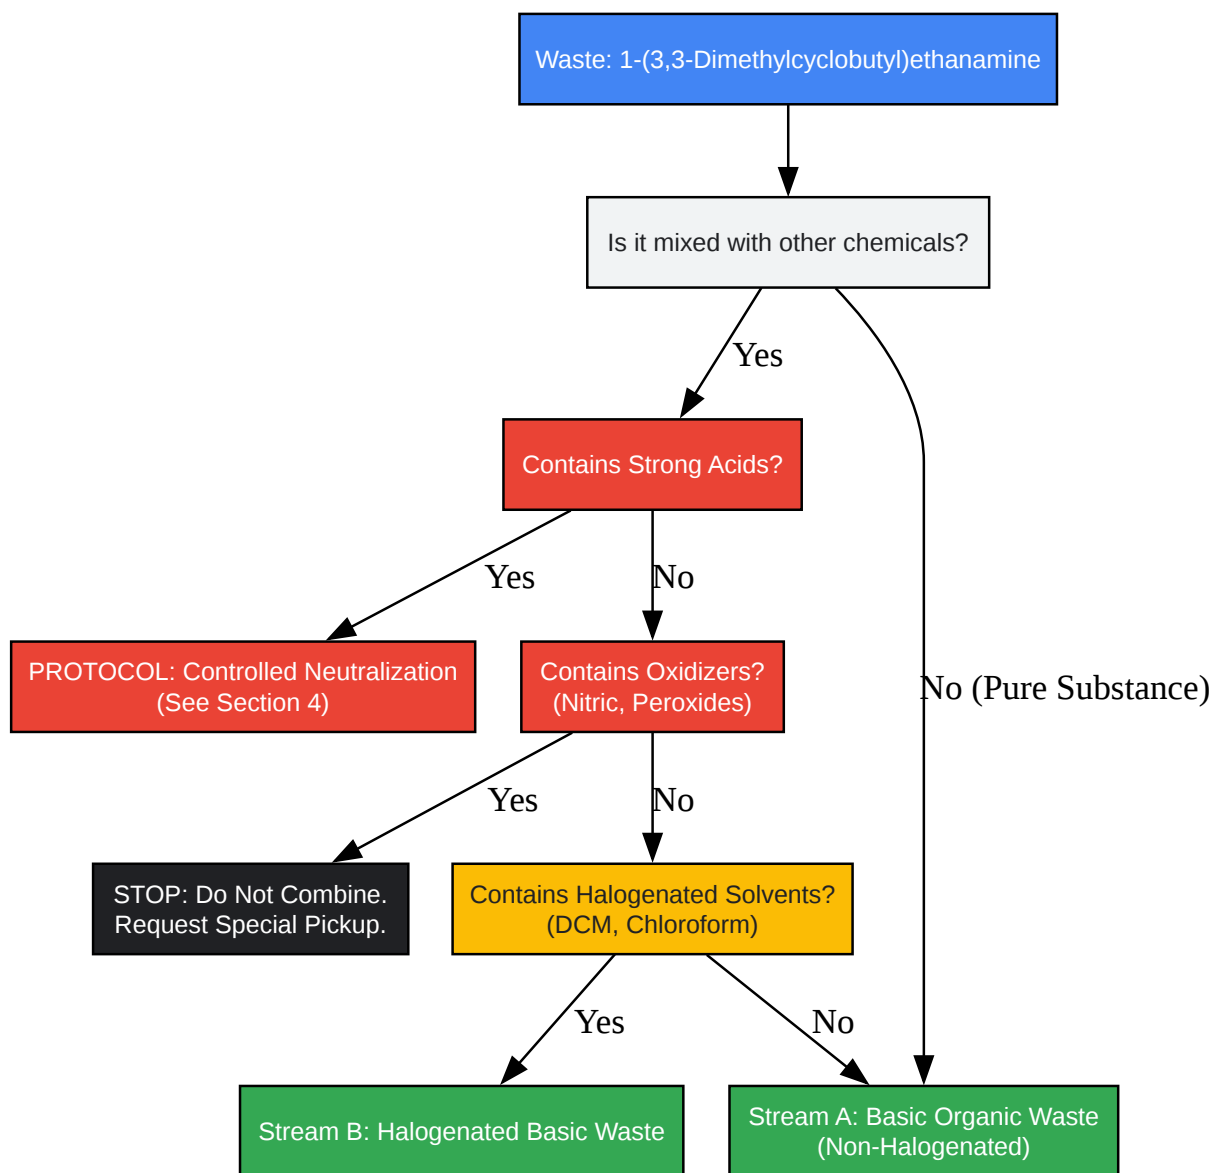 Waste: 1-(3,3-Dimethylcyclobutyl)ethanamine
Is it mixed with other chemicals?
Yes
Contains Strong Acids?
Yes
No
PROTOCOL: Controlled Neutralization
(See Section 4)
Contains Oxidizers?
(Nitric, Peroxides)
No (Pure Substance)
Yes
No
STOP: Do Not Combine.
Request Special Pickup.
Contains Halogenated Solvents?
(DCM, Chloroform)
Yes
No
Stream B: Halogenated Basic Waste
Stream A: Basic Organic Waste
(Non-Halogenated)